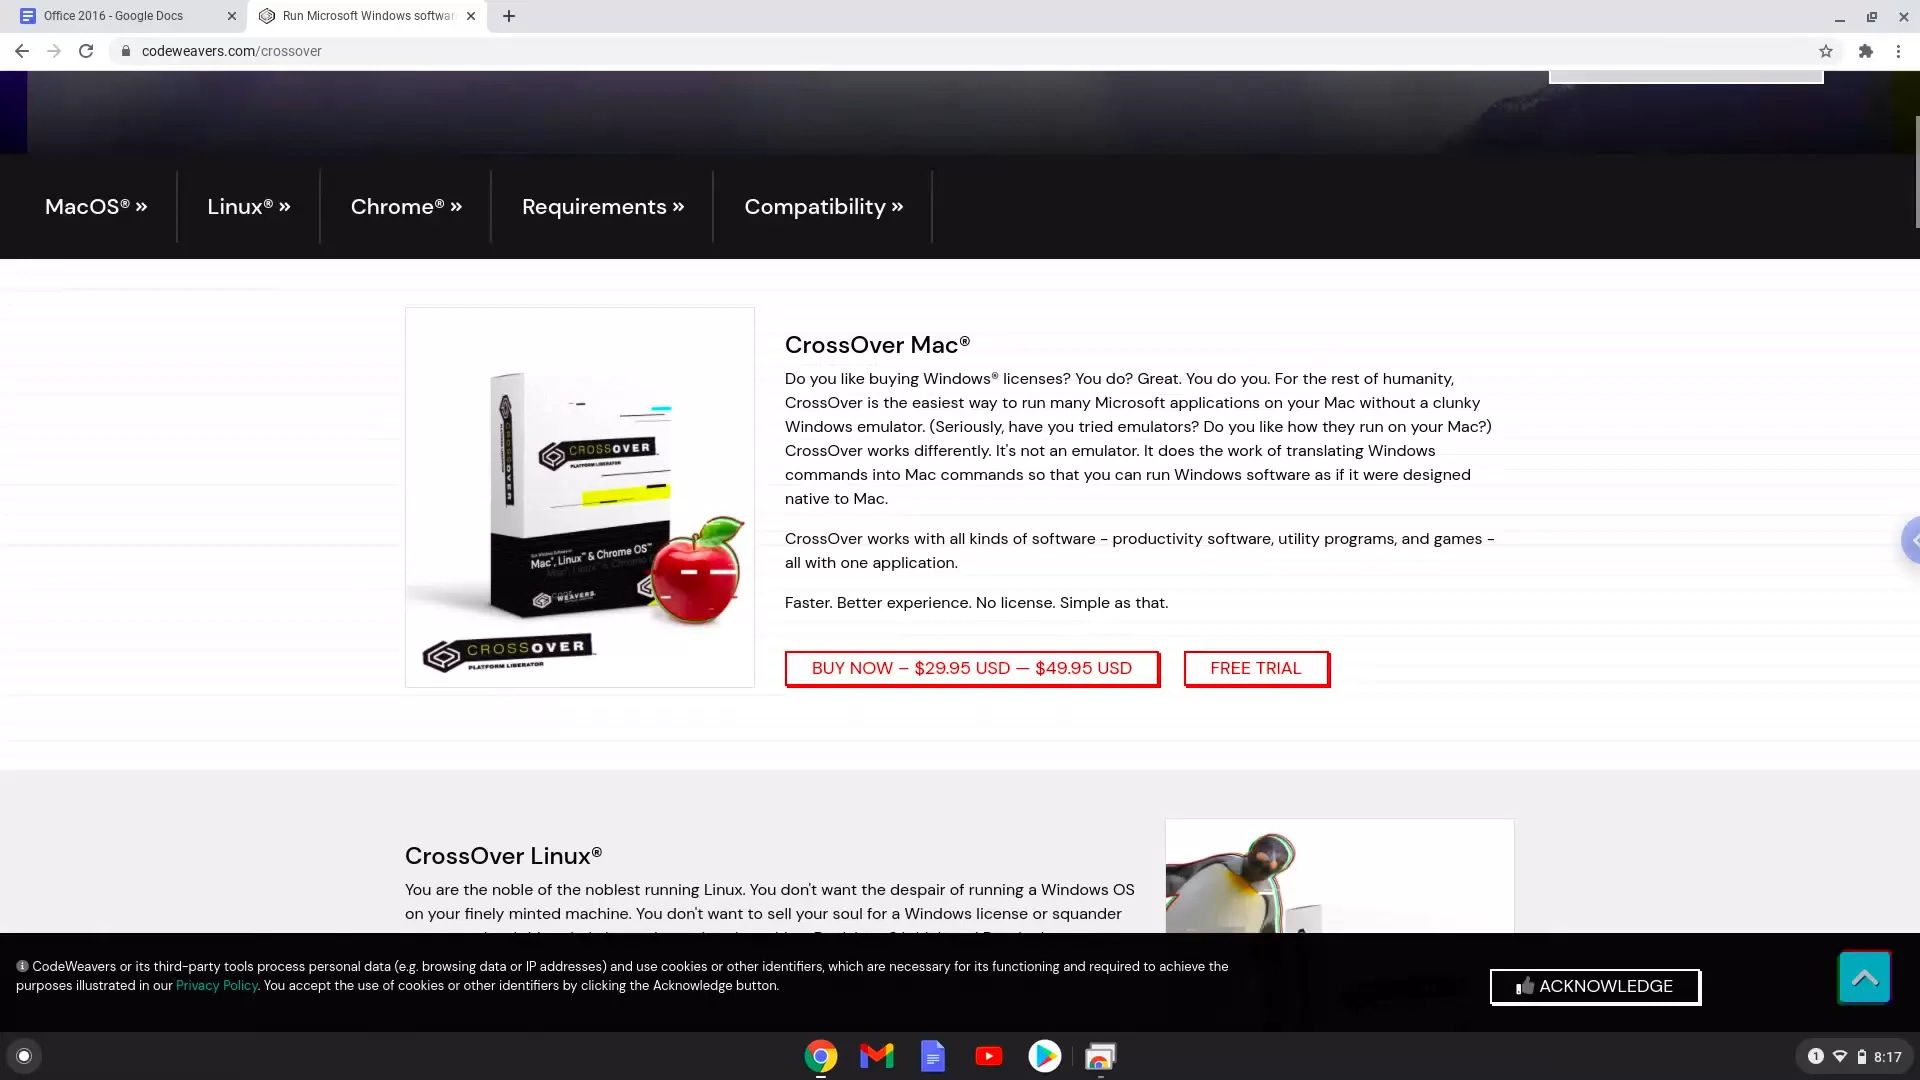 Office 2016 - Google Docs
Run Microsoft Windows softwar
codeweavers.com/crossover
MacOS® »
Linux® »
Chrome® »
Requirements »
Compatibility »
CROSSOVER
PLATFORM LIBERATOR
Mac®, Linux™ & Chrome OS™
CODE WEAVERS
CROSSOVER
PLATFORM LIBERATOR
CrossOver Mac®
Do you like buying Windows® licenses? You do? Great. You do you. For the rest of humanity,
CrossOver is the easiest way to run many Microsoft applications on your Mac without a clunky
Windows emulator. (Seriously, have you tried emulators? Do you like how they run on your Mac?)
CrossOver works differently. It's not an emulator. It does the work of translating Windows
commands into Mac commands so that you can run Windows software as if it were designed
native to Mac.
CrossOver works with all kinds of software - productivity software, utility programs, and games -
all with one application.
Faster. Better experience. No license. Simple as that.
BUY NOW – $29.95 USD — $49.95 USD
FREE TRIAL
CrossOver Linux®
You are the noble of the noblest running Linux. You don't want the despair of running a Windows OS
on your finely minted machine. You don't want to sell your soul for a Windows license or squander
CodeWeavers or its third-party tools process personal data (e.g. browsing data or IP addresses) and use cookies or other identifiers, which are necessary for its functioning and required to achieve the
purposes illustrated in our Privacy Policy. You accept the use of cookies or other identifiers by clicking the Acknowledge button.
ACKNOWLEDGE
1
8:17